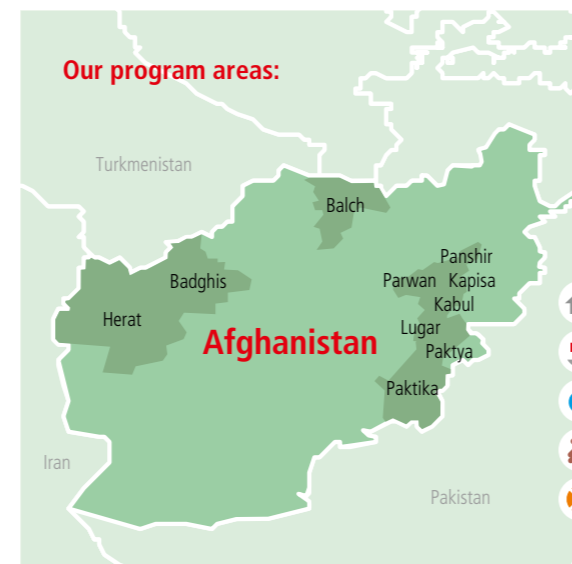 Our program areas:
Turkmenistan
Balch
Panshir
Badghis
Parwan Kapisa
Kabul
Herat
Lugar
Afghanistan
Paktya
Paktika
Iran
Pakistan